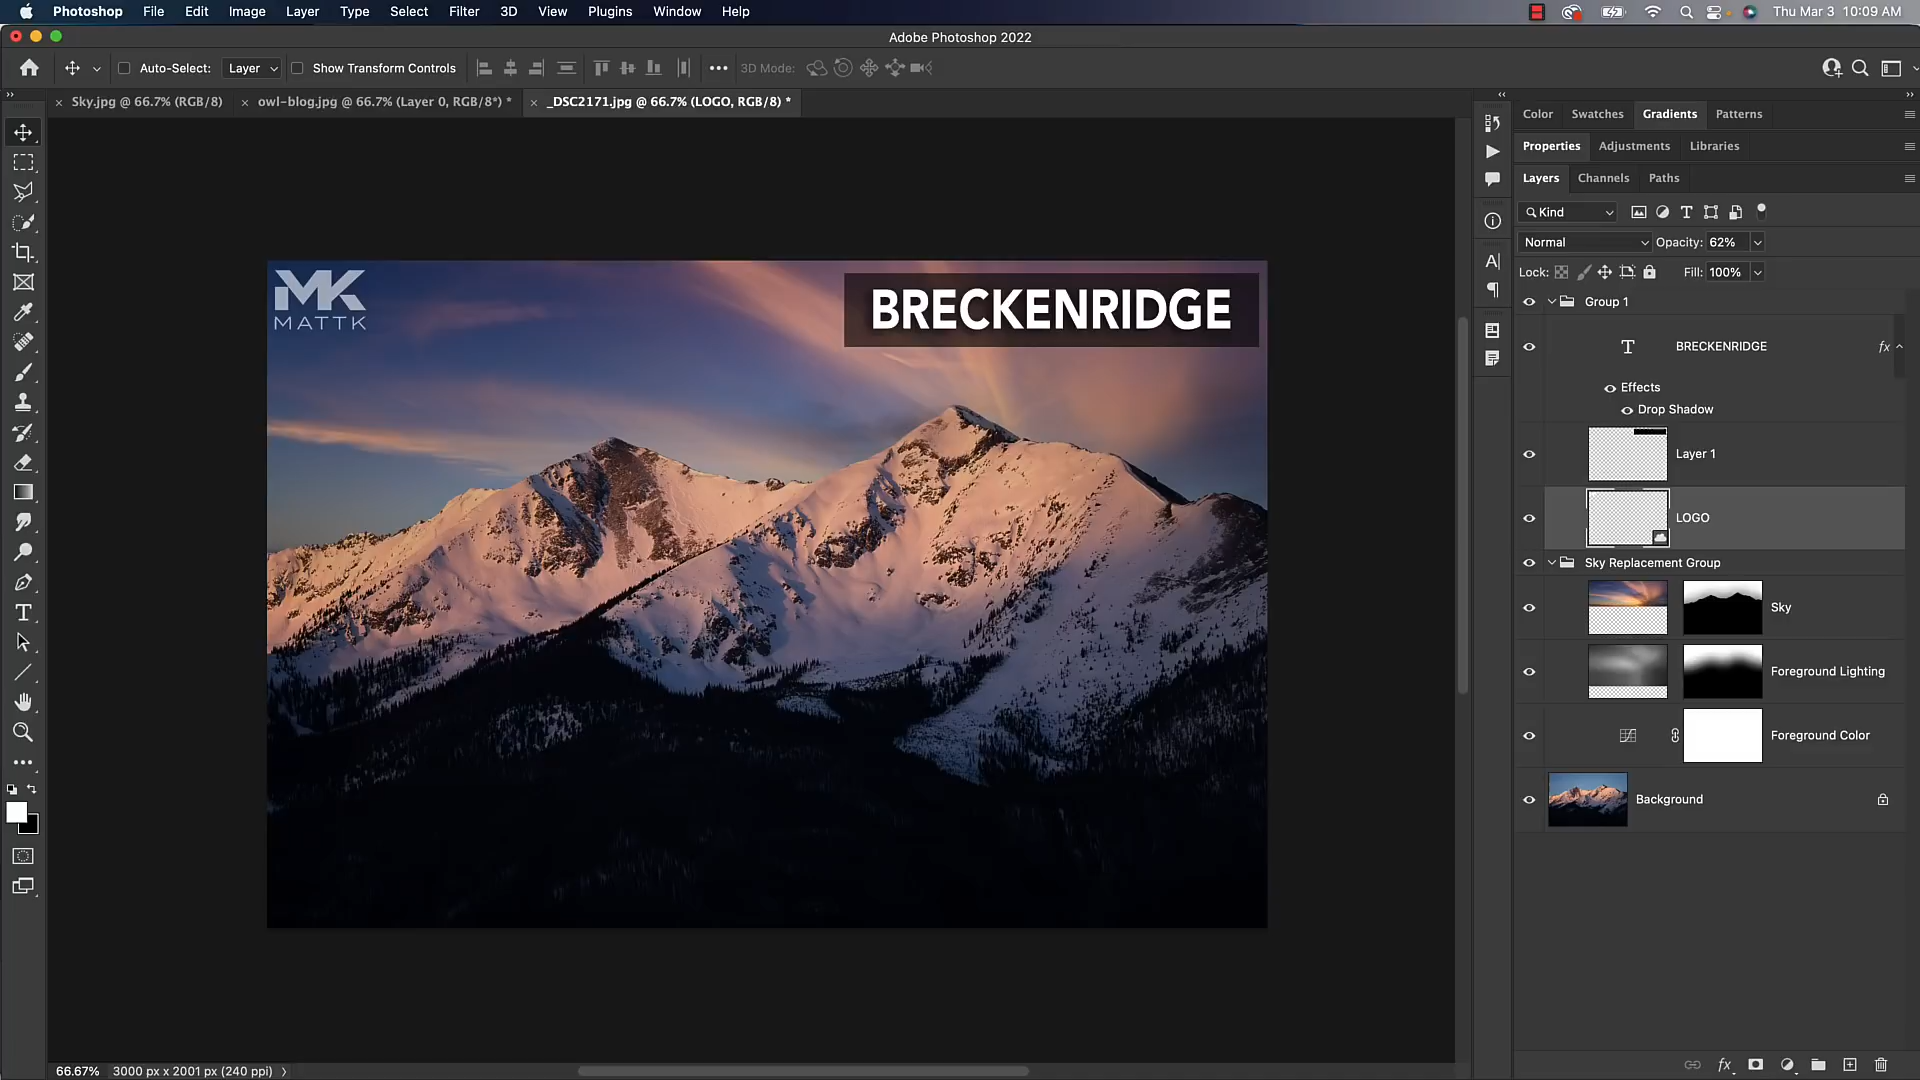 Photoshop File Edit Image Layer Type Select Filter 3D View Plugins Window Help Thu Mar 3 10:09 AM
Adobe Photoshop 2022
Auto-Select: Layer Show Transform Controls 3D Mode:
Sky.jpg @ 66.7% (RGB/8) owl-blog.jpg @ 66.7% (Layer 0, RGB/8*) * _DSC2171.jpg @ 66.7% (LOGO, RGB/8) *
Color Swatches Gradients Patterns
Properties Adjustments Libraries
Layers Channels Paths
Kind
Normal Opacity: 62%
Lock: Fill: 100%
Group 1
BRECKENRIDGE fx
Effects
Drop Shadow
Layer 1
LOGO
Sky Replacement Group
Sky
Foreground Lighting
Foreground Color
Background
MK
MATTK
BRECKENRIDGE
66.67% 3000 px x 2001 px (240 ppi)
fx